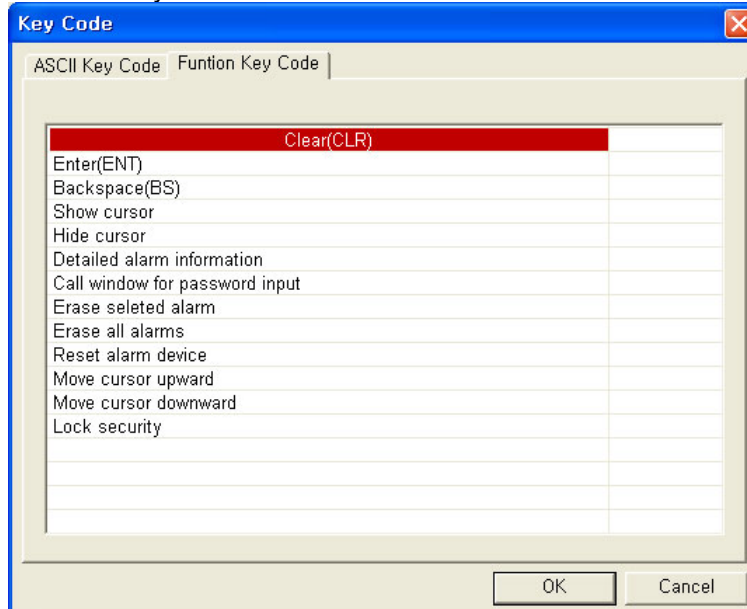 Key Code
ASCII Key Code Funtion Key Code
Clear(CLR)
Enter(ENT)
Backspace(BS)
Show cursor
Hide cursor
Detailed alarm information
Call window for password input
Erase seleted alarm
Erase all alarms
Reset alarm device
Move cursor upward
Move cursor downward
Lock security
OK Cancel